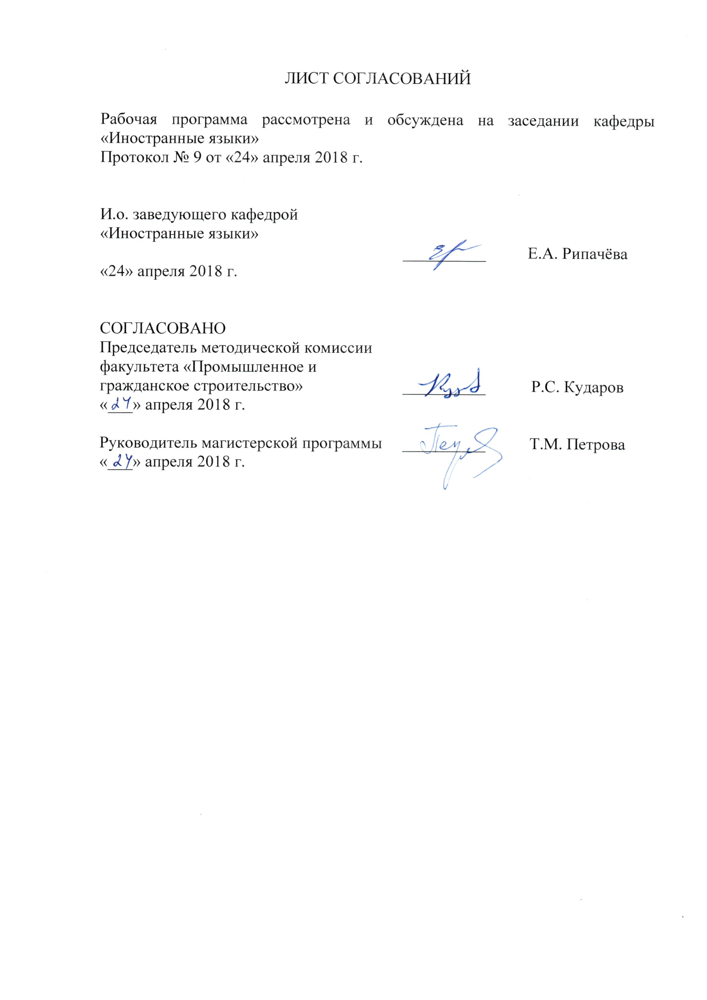 ЛИСТ СОГЛАСОВАНИЙ
Рабочая программа рассмотрена и обсуждена на заседании кафедры
«Иностранные языки»
Протокол № 9 от «24» апреля 2018 г.
И.о. заведующего кафедрой
«Иностранные языки»
Е.А. Рипачёва
«24» апреля 2018 г.
СОГЛАСОВАНО
Председатель методической комиссии
факультета «Промышленное и
гражданское строительство» Р.С. Кударов
«24» апреля 2018 г.
Руководитель магистерской программы Т.М. Петрова
«24» апреля 2018 г.